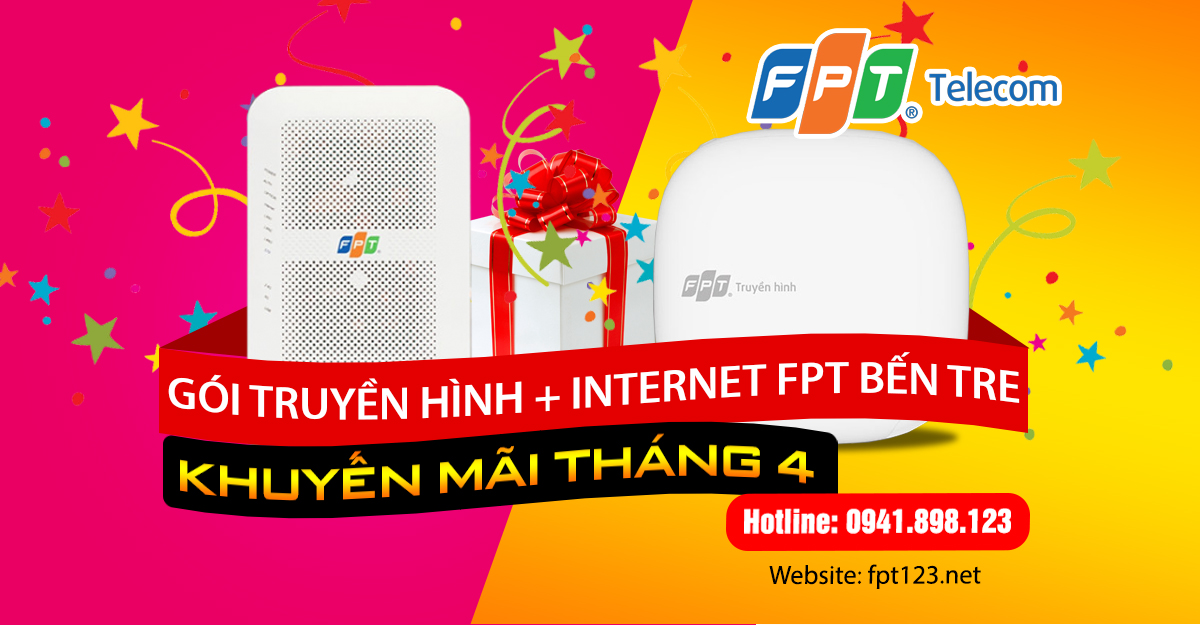 FPT® Telecom
FPT®
FPT® Truyền hình
GÓI TRUYỀN HÌNH + INTERNET FPT BẾN TRE
KHUYẾN MÃI THÁNG 4
Hotline: 0941.898.123
Website: fpt123.net